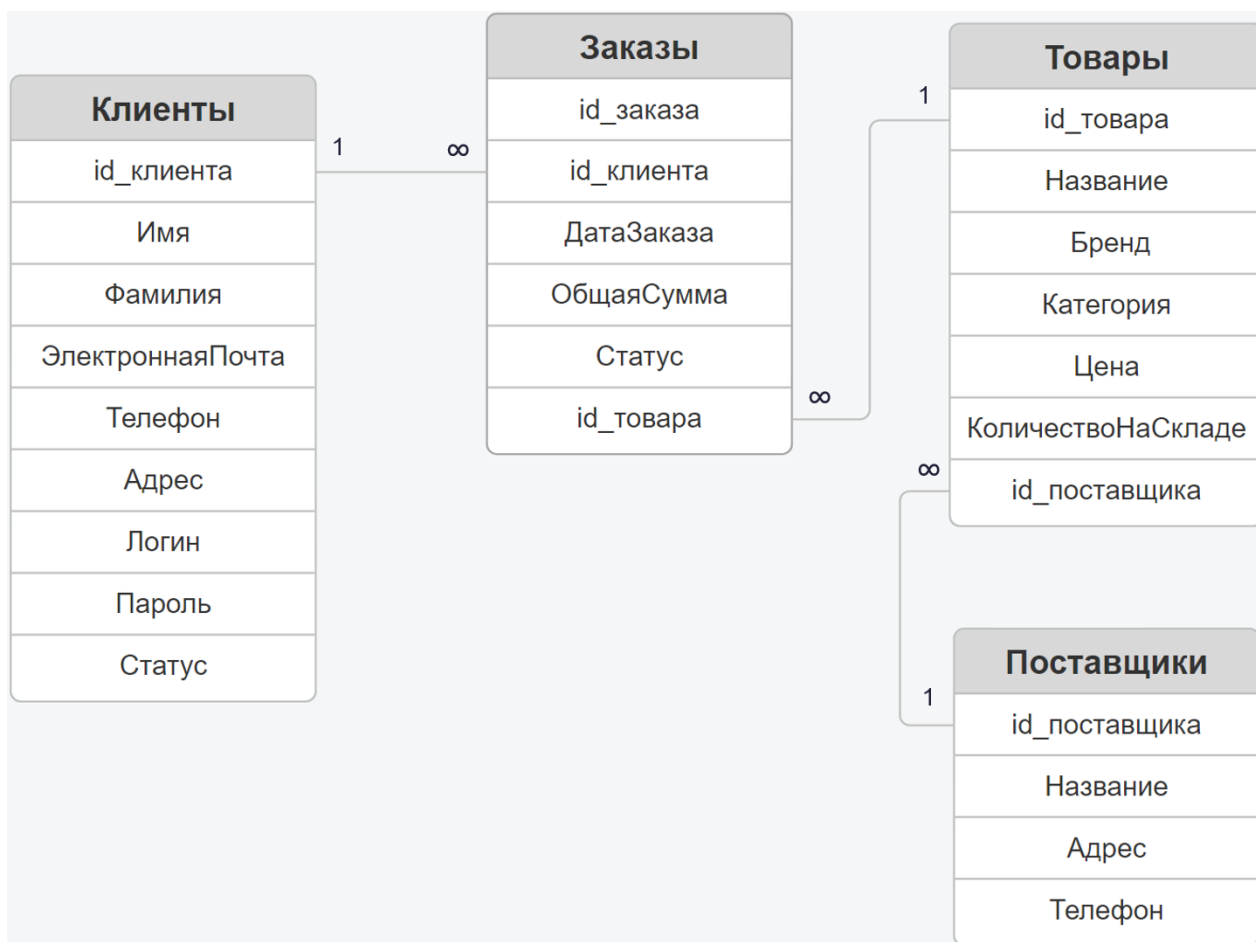 Клиенты
id_клиента
Имя
Фамилия
ЭлектроннаяПочта
Телефон
Адрес
Логин
Пароль
Статус
1
∞
Заказы
id_заказа
id_клиента
ДатаЗаказа
ОбщаяСумма
Статус
id_товара
∞
1
Товары
id_товара
Название
Бренд
Категория
Цена
КоличествоНаСкладе
id_поставщика
∞
1
Поставщики
id_поставщика
Название
Адрес
Телефон